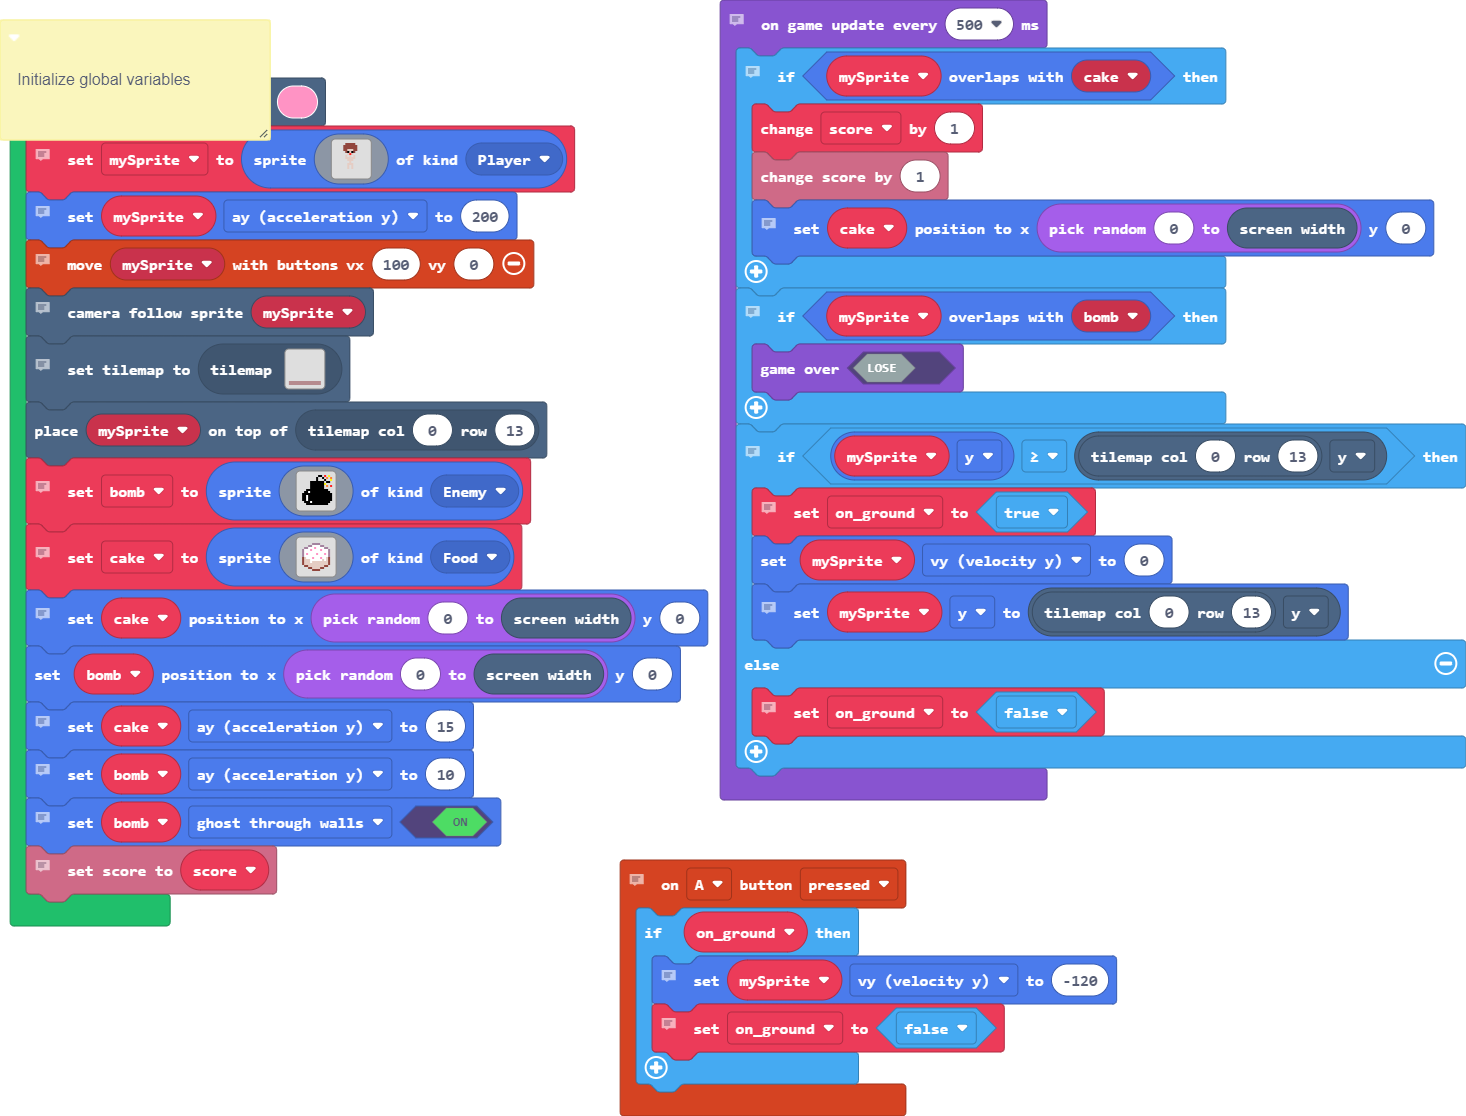 Initialize global variables
set mySprite to sprite of kind Player
set mySprite ay (acceleration y) to 200
move mySprite with buttons vx 100 vy 0
camera follow sprite mySprite
set tilemap to tilemap
place mySprite on top of tilemap col 0 row 13
set bomb to sprite of kind Enemy
set cake to sprite of kind Food
set cake position to x pick random 0 to screen width y 0
set bomb position to x pick random 0 to screen width y 0
set cake ay (acceleration y) to 15
set bomb ay (acceleration y) to 10
set bomb ghost through walls ON
set score to score
on game update every 500 ms
if mySprite overlaps with cake then
change score by 1
change score by 1
set cake position to x pick random 0 to screen width y 0
if mySprite overlaps with bomb then
game over LOSE
if mySprite y ≥ tilemap col 0 row 13 y then
set on_ground to true
set mySprite vy (velocity y) to 0
set mySprite y to tilemap col 0 row 13 y
else
set on_ground to false
on A button pressed
if on_ground then
set mySprite vy (velocity y) to -120
set on_ground to false